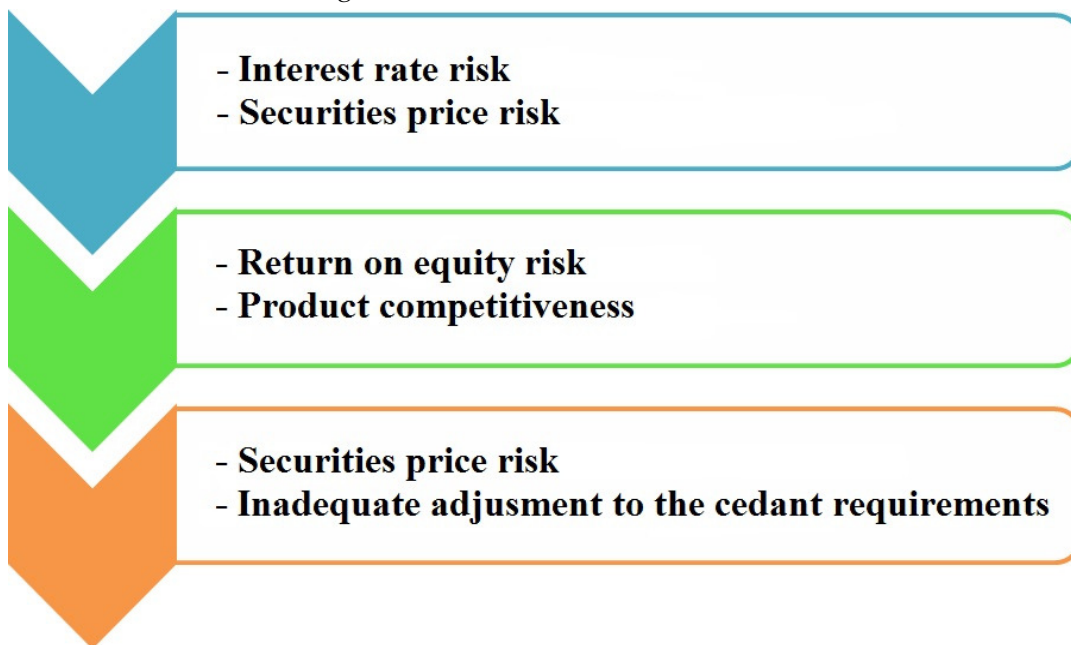 - Interest rate risk
- Securities price risk
- Return on equity risk
- Product competitiveness
- Securities price risk
- Inadequate adjusment to the cedant requirements